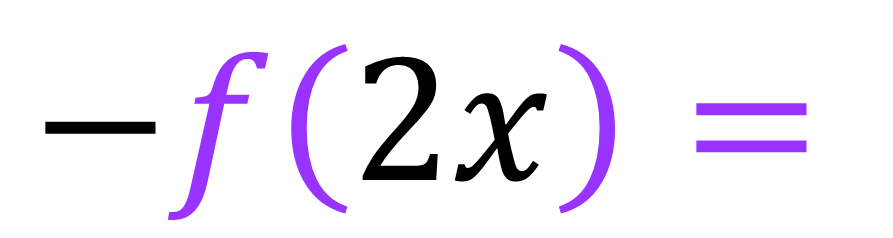 −f(2x) =